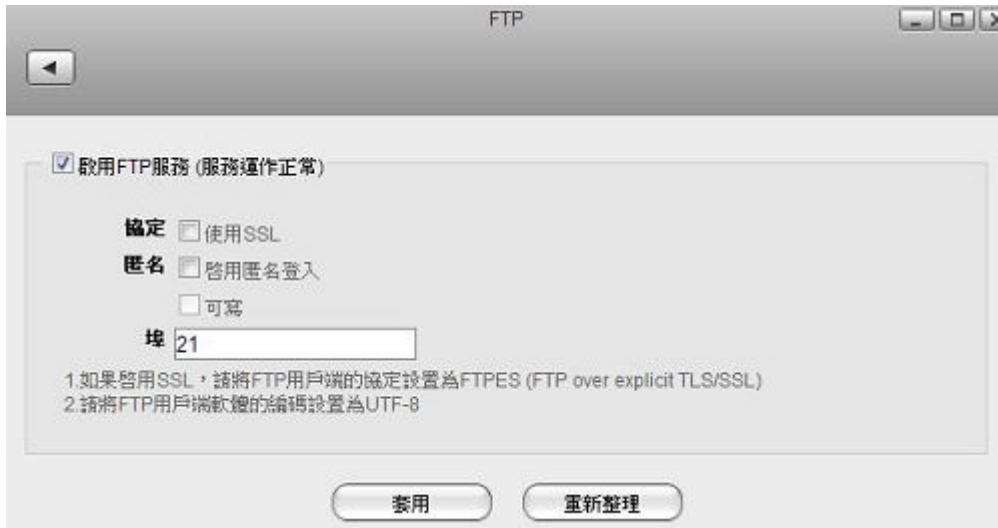 FTP
啟用FTP服務 (服務運作正常)
協定 使用SSL
匿名 啓用匿名登入
可寫
埠 21
1.如果啓用SSL，請將FTP用戶端的協定設置為FTPES (FTP over explicit TLS/SSL)
2.請將FTP用戶端軟體的編碼設置為UTF-8
套用 重新整理